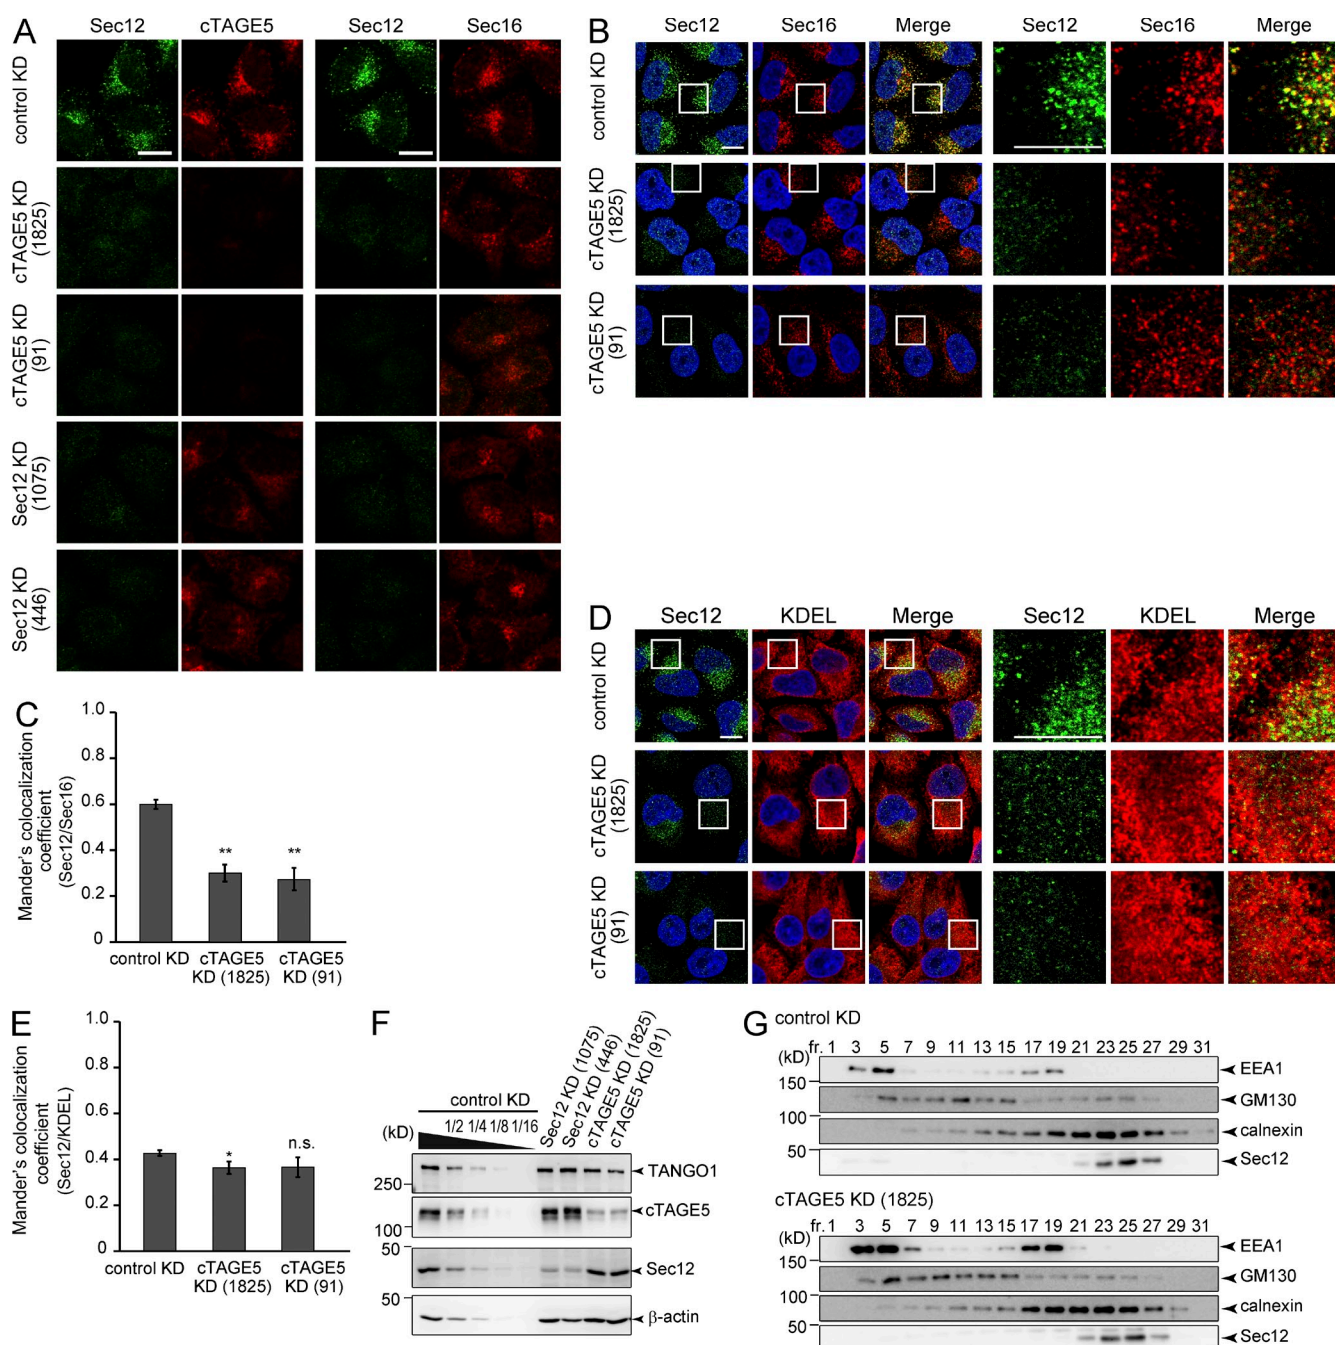 A
Sec12 cTAGE5 Sec12 Sec16
control KD
cTAGE5 KD
(1825)
cTAGE5 KD
(91)
Sec12 KD
(1075)
Sec12 KD
(446)
B
Sec12 Sec16 Merge Sec12 Sec16 Merge
control KD
cTAGE5 KD
(1825)
cTAGE5 KD
(91)
C
Mander's colocalization
coefficient
(Sec12/Sec16)
1.0
0.8
0.6
0.4
0.2
0
** **
control KD cTAGE5 cTAGE5
KD (1825) KD (91)
D
Sec12 KDEL Merge Sec12 KDEL Merge
control KD
cTAGE5 KD
(1825)
cTAGE5 KD
(91)
E
Mander's colocalization
coefficient
(Sec12/KDEL)
1.0
0.8
0.6
0.4
0.2
0
* n.s.
control KD cTAGE5 cTAGE5
KD (1825) KD (91)
F
control KD
1/2 1/4 1/8 1/16
Sec12 KD (1075)
Sec12 KD (446)
cTAGE5 KD (1825)
cTAGE5 KD (91)
(kD)
TANGO1
250
cTAGE5
100
50
Sec12
50
β-actin
G
control KD
fr. 1 3 5 7 9 11 13 15 17 19 21 23 25 27 29 31
(kD)
EEA1
150
GM130
100
calnexin
50
Sec12
cTAGE5 KD (1825)
fr. 1 3 5 7 9 11 13 15 17 19 21 23 25 27 29 31
(kD)
EEA1
150
GM130
100
calnexin
50
Sec12